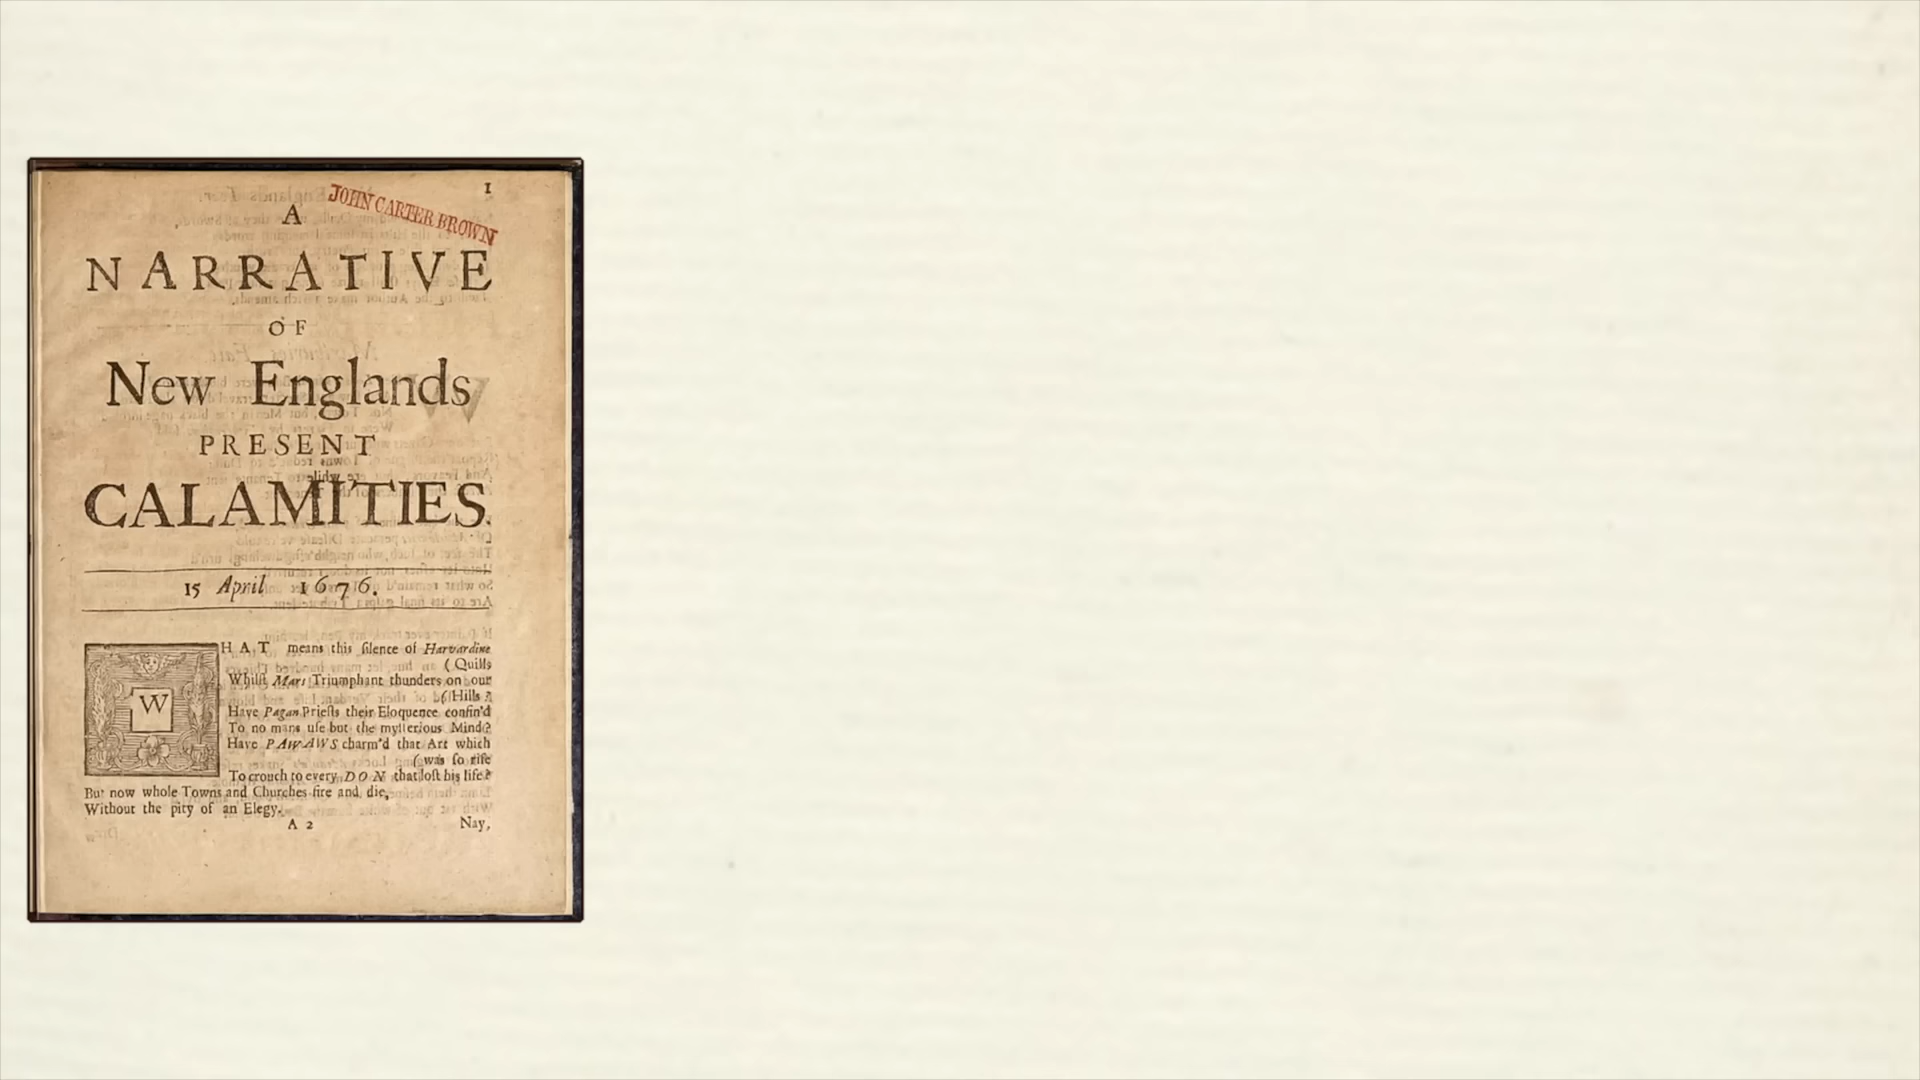 1
JOHN CARTER BROWN
A
NARRATIVE
OF
New Englands
PRESENT
CALAMITIES.
15 April 1676.
WHAT means this ſilence of Harvardine
(Quills
Whilſt Mars Triumphant thunders on our
(Hills?
Have Pagan Prieſts their Eloquence confin'd
To no mans uſe but the myſterious Mind?
Have PAWAWS charm'd that Art which
(was ſo rife
To crouch to every DON that loſt his life?
But now whole Towns and Churches fire and die,
Without the pity of an Elegy.
A 2 Nay,